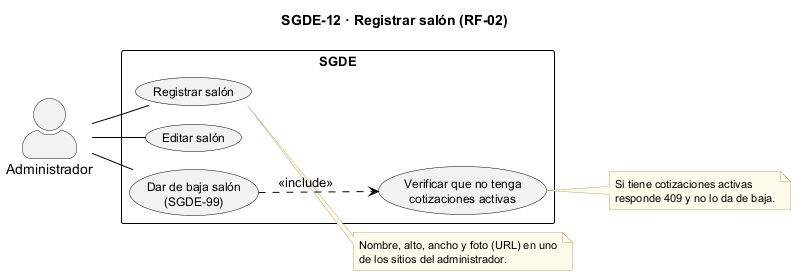 SGDE-12 · Registrar salón (RF-02)
SGDE
Registrar salón
Administrador
Editar salón
Dar de baja salón
(SGDE-99)
«include»
Verificar que no tenga
cotizaciones activas
Si tiene cotizaciones activas
responde 409 y no lo da de baja.
Nombre, alto, ancho y foto (URL) en uno
de los sitios del administrador.